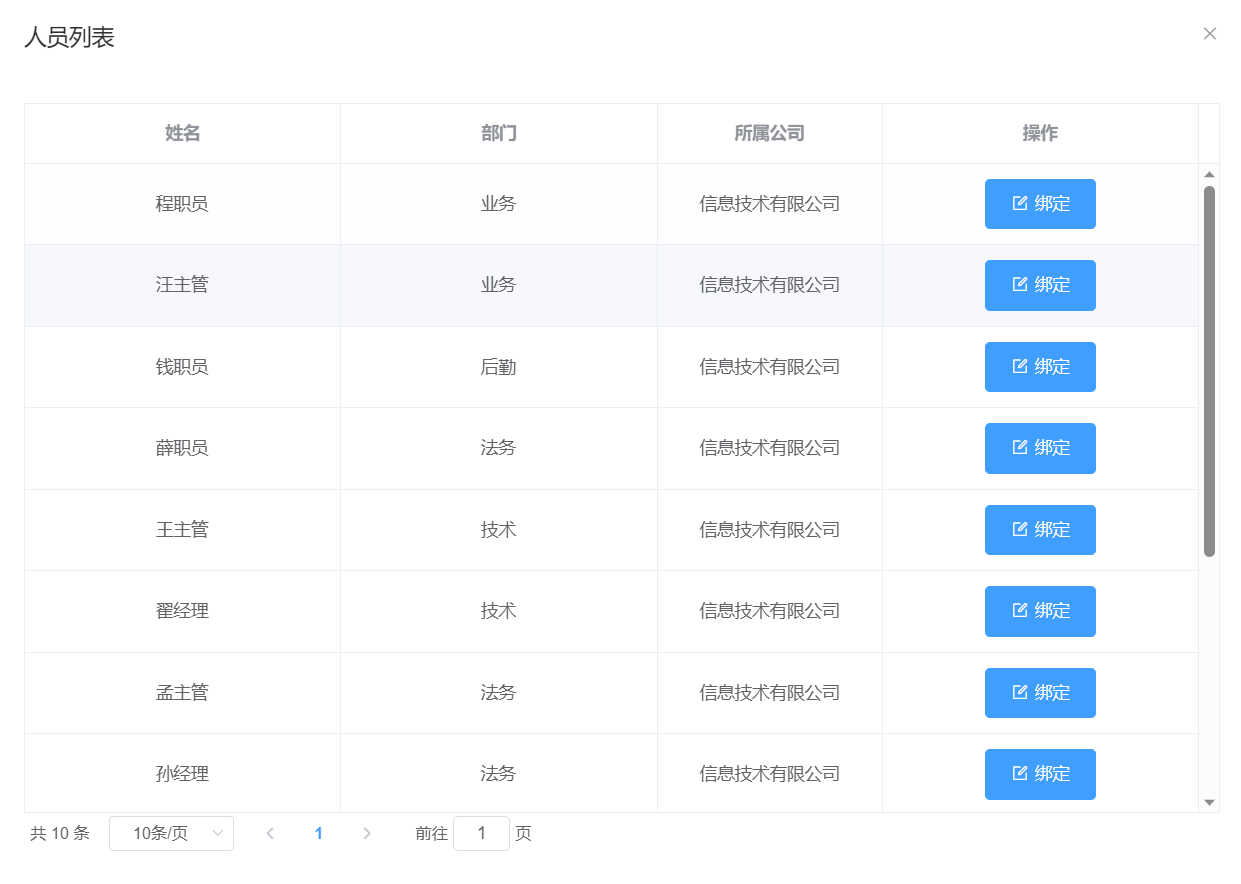 人员列表
姓名 部门 所属公司 操作
程职员 业务 信息技术有限公司 绑定
汪主管 业务 信息技术有限公司 绑定
钱职员 后勤 信息技术有限公司 绑定
薛职员 法务 信息技术有限公司 绑定
王主管 技术 信息技术有限公司 绑定
翟经理 技术 信息技术有限公司 绑定
孟主管 法务 信息技术有限公司 绑定
孙经理 法务 信息技术有限公司 绑定
共 10 条 10条/页 1 前往 1 页